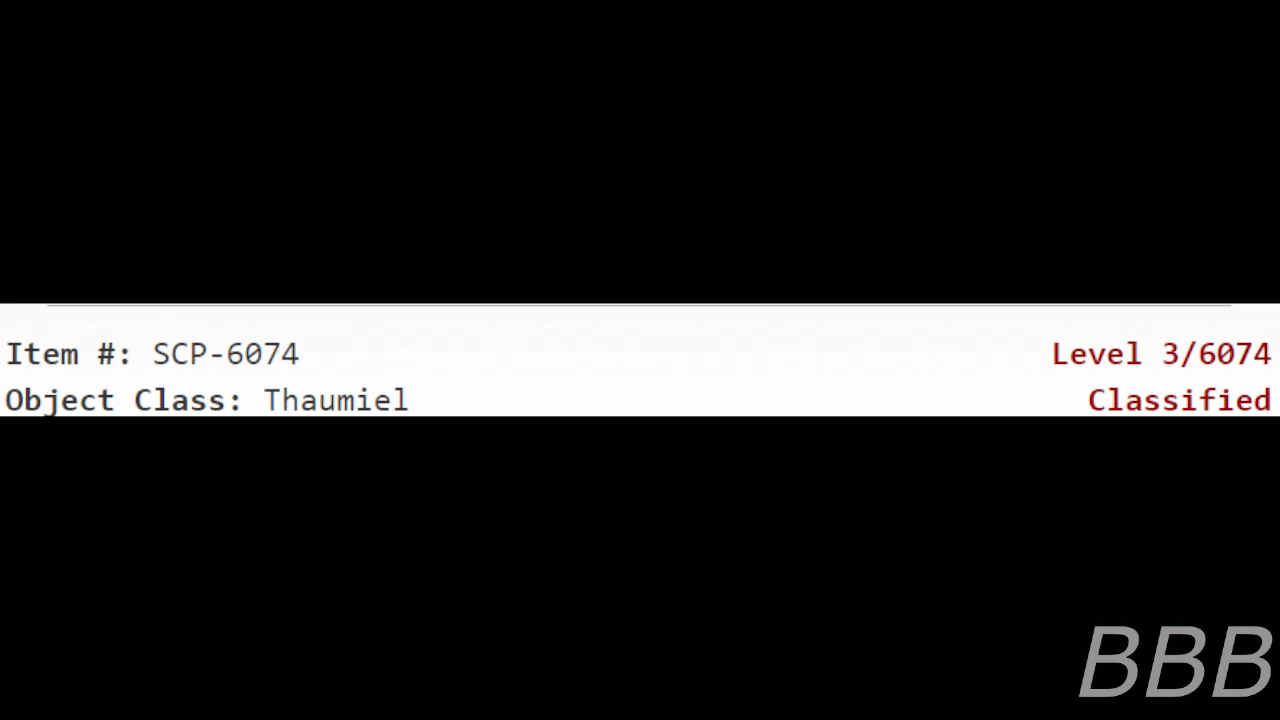 Item #: SCP-6074
Level 3/6074
Object Class: Thaumiel
Classified
BBB